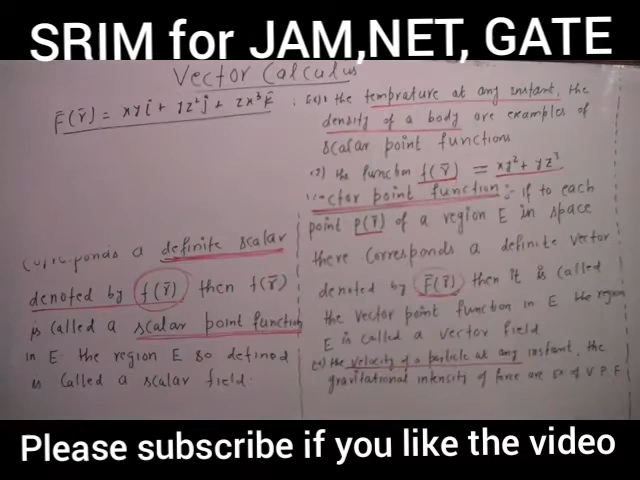 SRIM for JAM,NET, GATE
Vector Calculus
F̄(r̄) = xyî + yz²ĵ + zx³k̂
definite scalar
denoted by f(r̄) then f(r̄)
is called a scalar point function
in E. the region E so defined
is called a scalar field.
the temprature at any instant, the
density of a body are examples of
scalar point functions
(2) the function f(r̄) = xy² + yz³
vector point function :- if to each
point P(r̄) of a region E in space
there corresponds a definite vector
denoted by F̄(r̄) then it is called
the vector point function in E the region
E is called a vector field
the velocity of a particle at any instant, the
gravitational intensity of force are ex of V.P.F
Please subscribe if you like the video